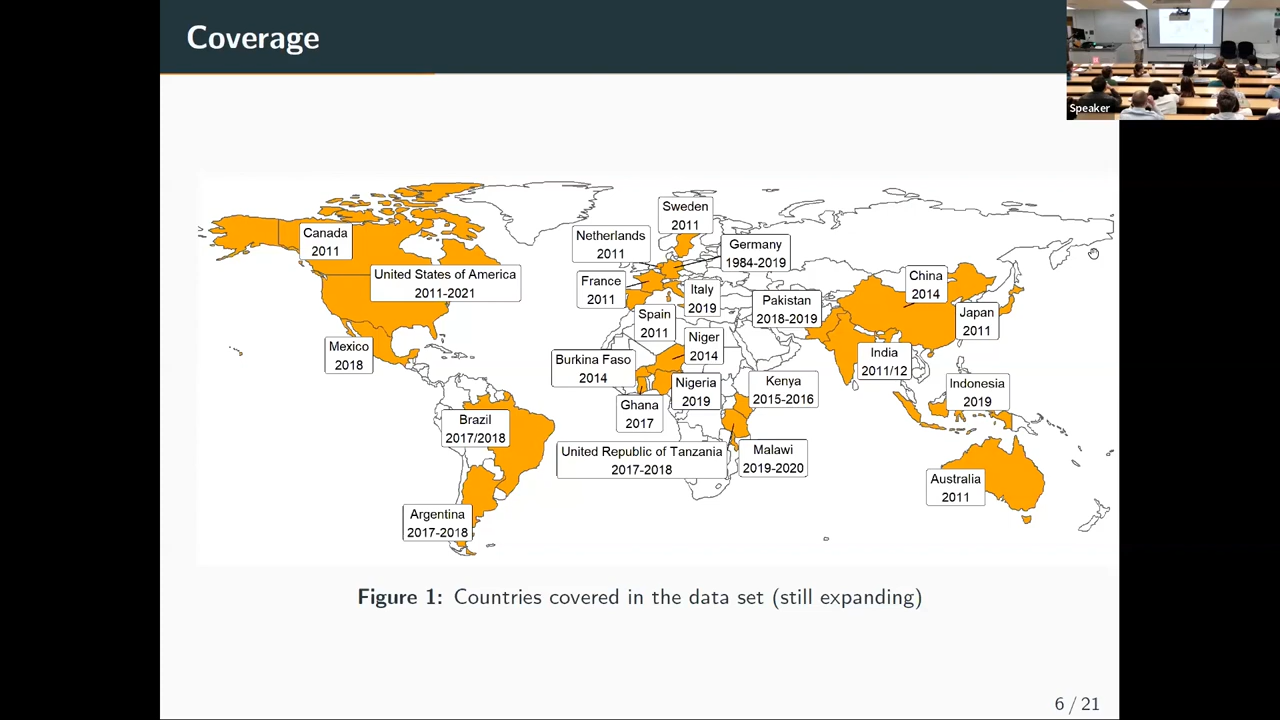 Coverage
Speaker
Sweden
2011
Netherlands
2011
Germany
1984-2019
Canada
2011
United States of America
2011-2021
France
2011
Italy
2019
China
2014
Pakistan
2018-2019
Spain
2011
Japan
2011
Niger
2014
Mexico
2018
India
2011/12
Burkina Faso
2014
Nigeria
2019
Kenya
2015-2016
Indonesia
2019
Ghana
2017
Brazil
2017/2018
United Republic of Tanzania
2017-2018
Malawi
2019-2020
Australia
2011
Argentina
2017-2018
Figure 1: Countries covered in the data set (still expanding)
6 / 21